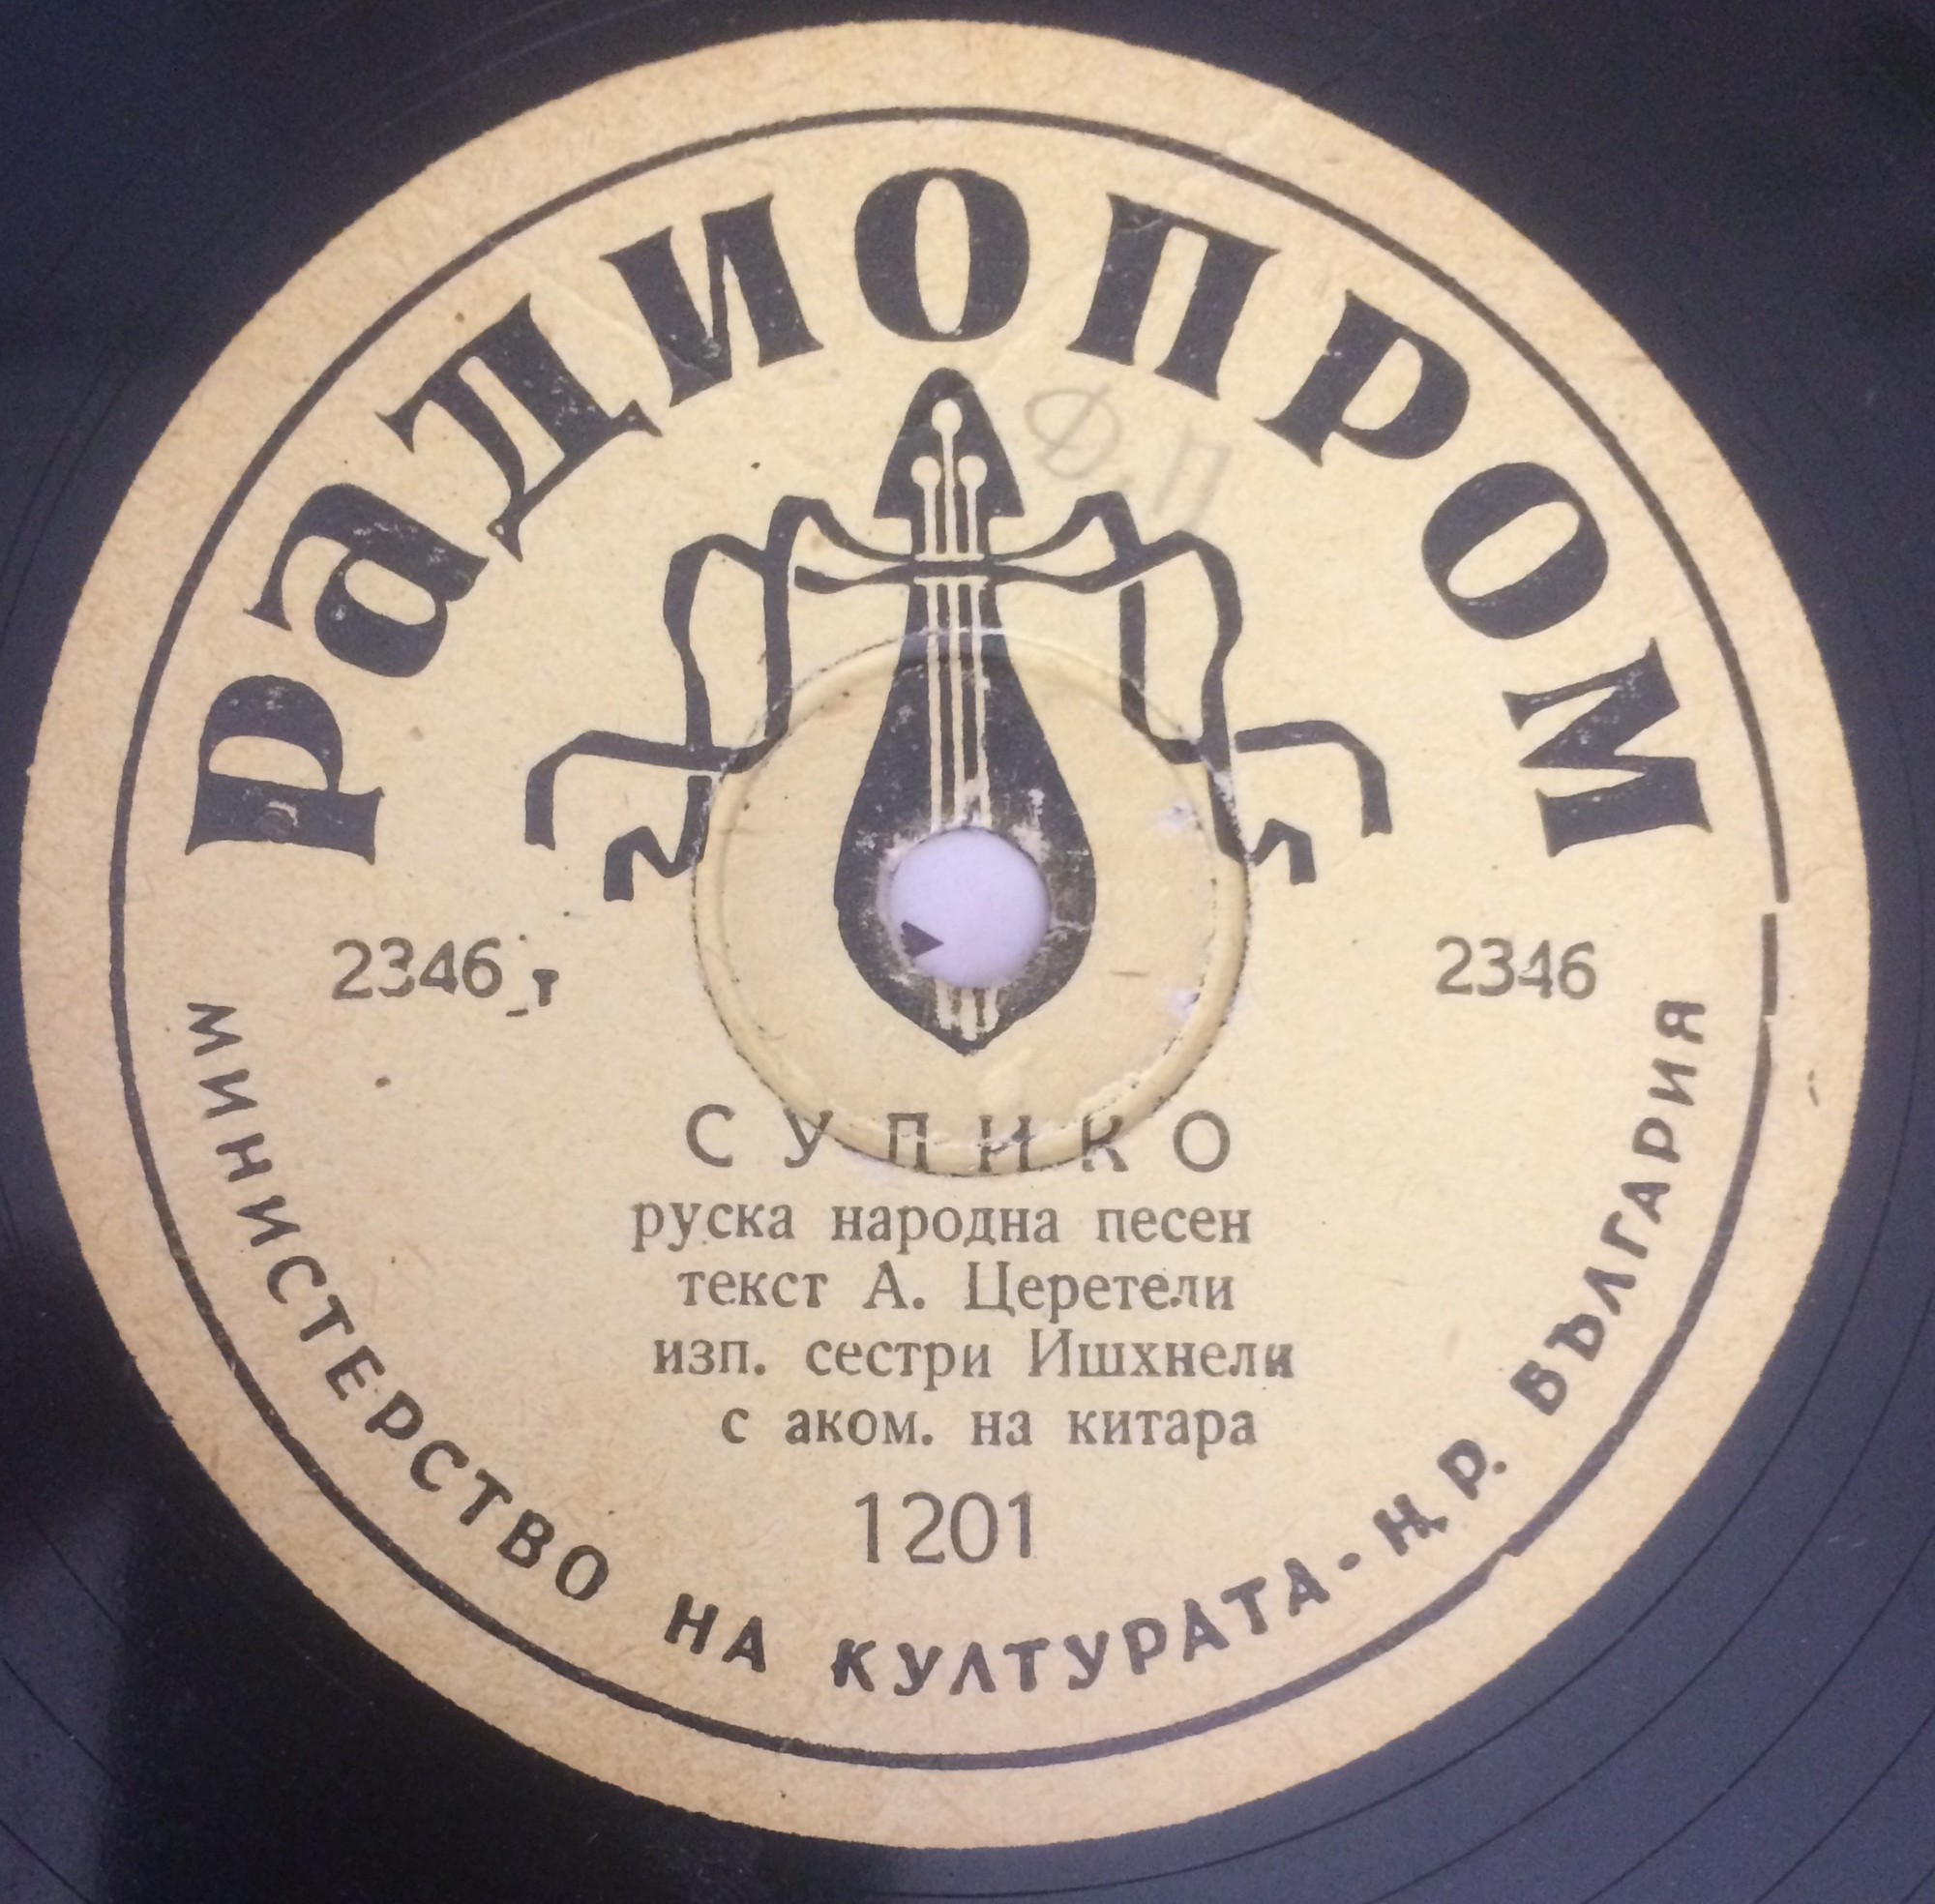 РАДИОПРОМ
Ф.П
2346 т
2346
СУЛИКО
руска народна песен
текст А. Церетели
изп. сестри Ишхнели
с аком. на китара
1201
МИНИСТЕРСТВО НА КУЛТУРАТА - Н. Р. БЪЛГАРИЯ